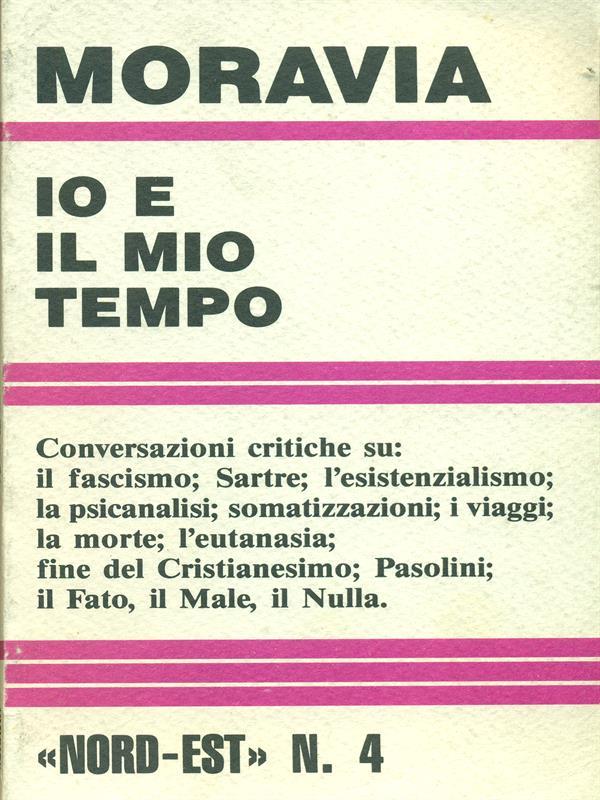 MORAVIA
IO E
IL MIO
TEMPO
Conversazioni critiche su:
il fascismo; Sartre; l'esistenzialismo;
la psicanalisi; somatizzazioni; i viaggi;
la morte; l'eutanasia;
fine del Cristianesimo; Pasolini;
il Fato, il Male, il Nulla.
«NORD-EST» N. 4